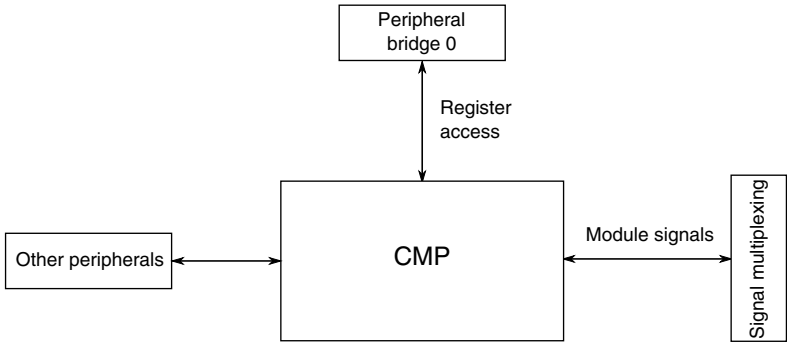 Peripheral
bridge 0
Register
access
Other peripherals
CMP
Module signals
Signal multiplexing